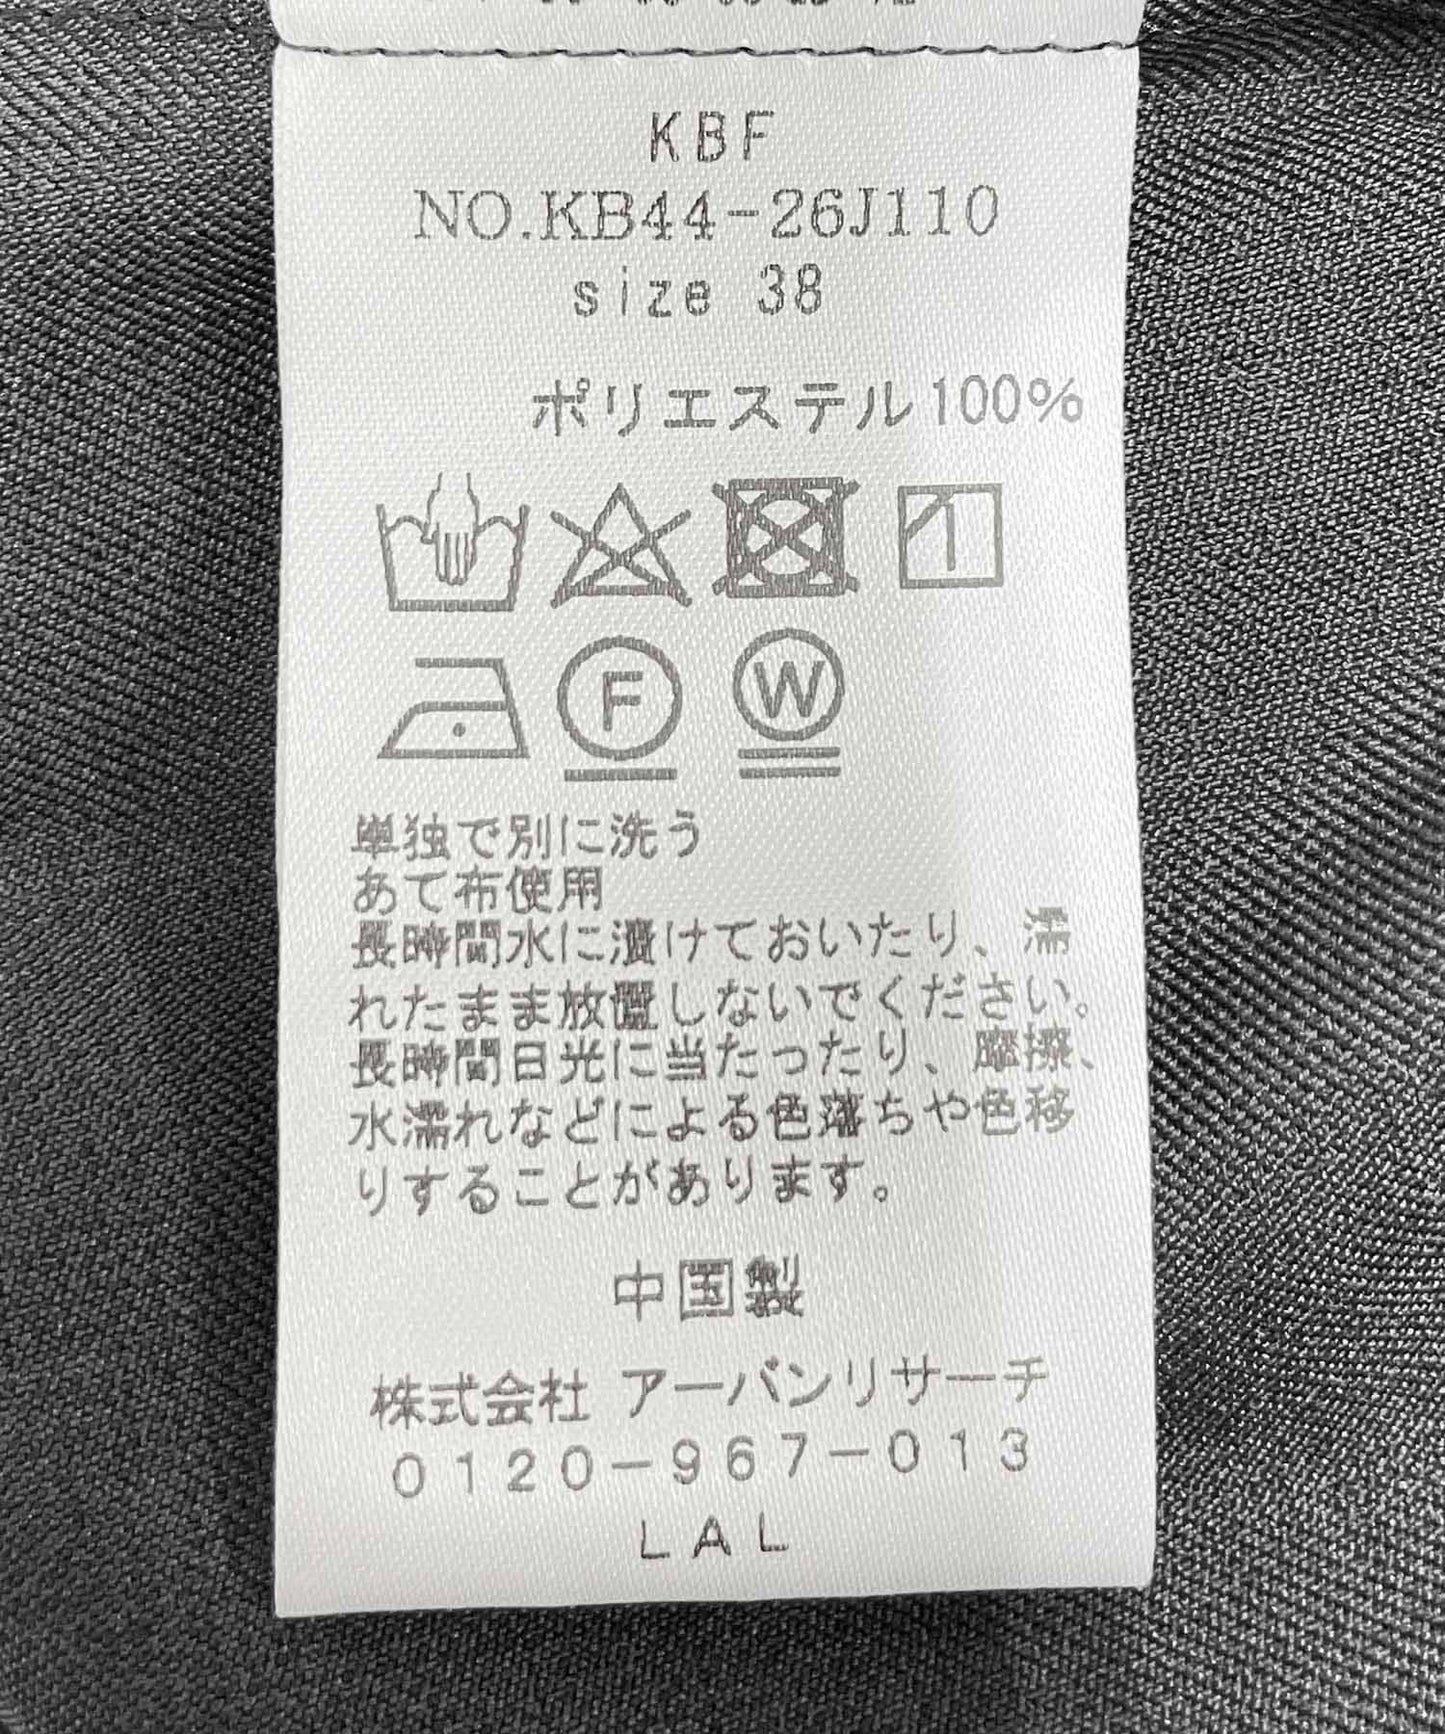 KBF
NO.KB44-26J110
size 38
ポリエステル100%
F W
単独で別に洗う
あて布使用
長時間水に漬けておいたり、濡
れたまま放置しないでください。
長時間日光に当たったり、摩擦、
水濡れなどによる色落ちや色移
りすることがあります。
中国製
株式会社 アーバンリサーチ
0120-967-013
LAL